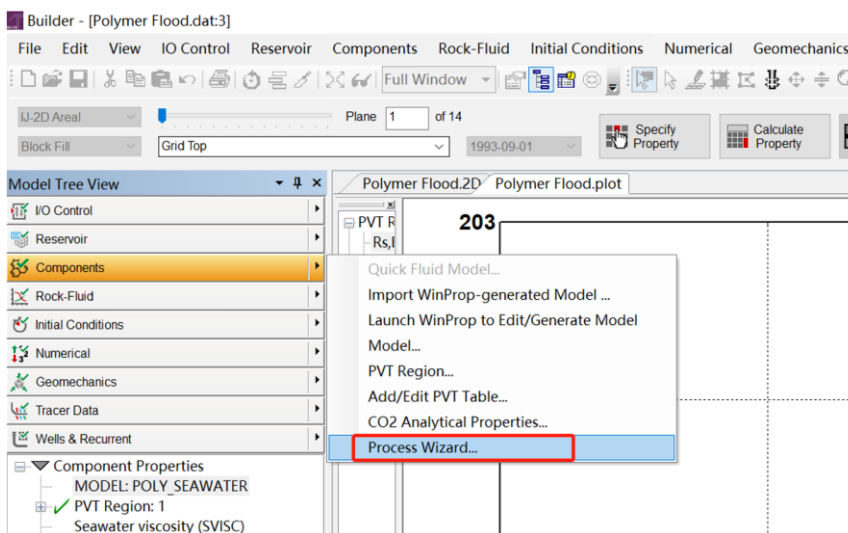 Builder - [Polymer Flood.dat:3]
File Edit View IO Control Reservoir Components Rock-Fluid Initial Conditions Numerical Geomechanics
Full Window
IJ-2D Areal Plane 1 of 14
Block Fill Grid Top 1993-09-01
Specify Property
Calculate Property
Model Tree View
Polymer Flood.2D Polymer Flood.plot
I/O Control
Reservoir
Components
Rock-Fluid
Initial Conditions
Numerical
Geomechanics
Tracer Data
Wells & Recurrent
PVT R
Rs,
203
Quick Fluid Model...
Import WinProp-generated Model ...
Launch WinProp to Edit/Generate Model
Model...
PVT Region...
Add/Edit PVT Table...
CO2 Analytical Properties...
Process Wizard...
Component Properties
MODEL: POLY_SEAWATER
PVT Region: 1
Seawater viscosity (SVISC)